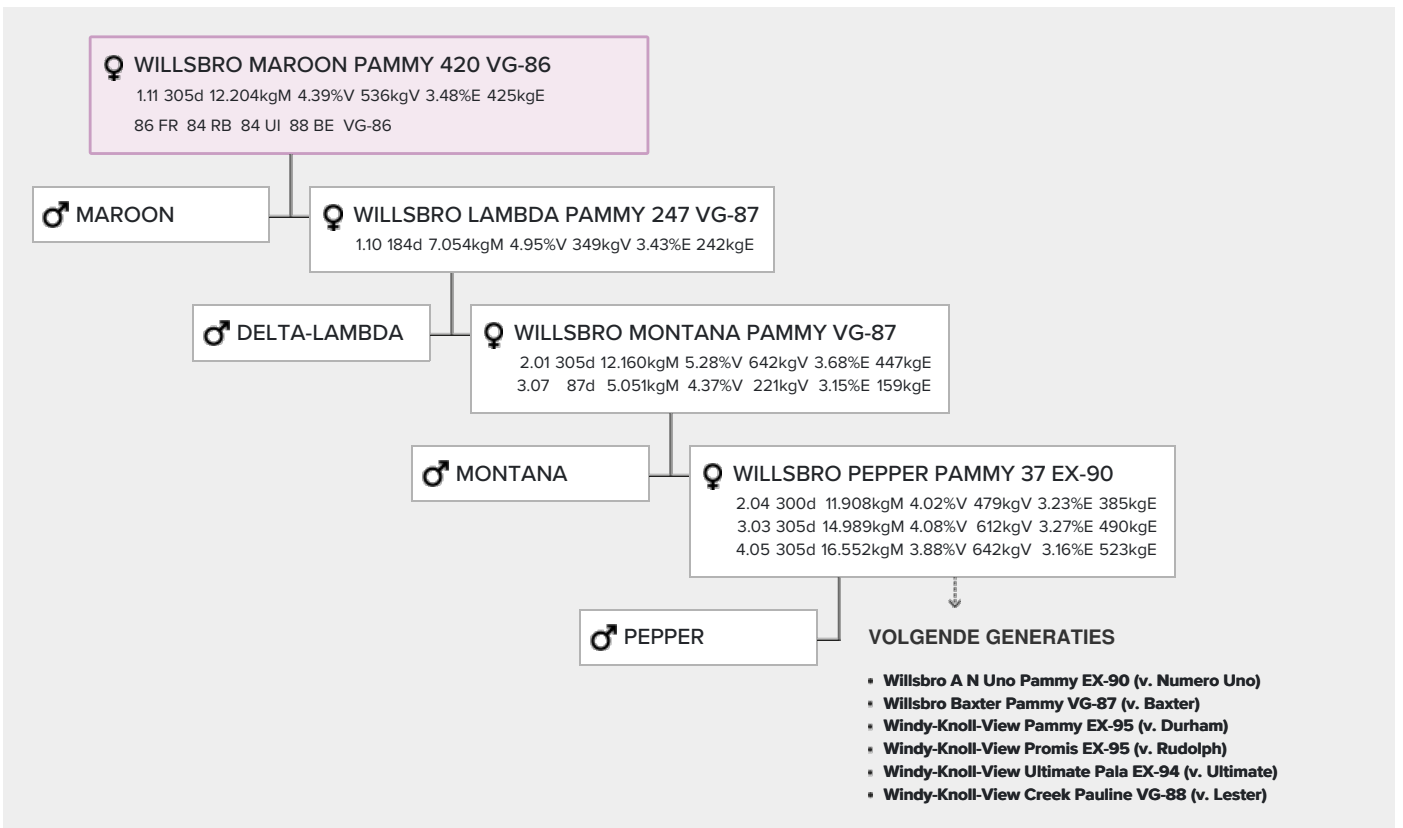 WILLSBRO MAROON PAMMY 420 VG-86
1.11 305d 12.204kgM 4.39%V 536kgV 3.48%E 425kgE
86 FR 84 RB 84 UI 88 BE VG-86
MAROON
WILLSBRO LAMBDA PAMMY 247 VG-87
1.10 184d 7.054kgM 4.95%V 349kgV 3.43%E 242kgE
DELTA-LAMBDA
WILLSBRO MONTANA PAMMY VG-87
2.01 305d 12.160kgM 5.28%V 642kgV 3.68%E 447kgE
3.07 87d 5.051kgM 4.37%V 221kgV 3.15%E 159kgE
MONTANA
WILLSBRO PEPPER PAMMY 37 EX-90
2.04 300d 11.908kgM 4.02%V 479kgV 3.23%E 385kgE
3.03 305d 14.989kgM 4.08%V 612kgV 3.27%E 490kgE
4.05 305d 16.552kgM 3.88%V 642kgV 3.16%E 523kgE
PEPPER
VOLGENDE GENERATIES
• Willsbro A N Uno Pammy EX-90 (v. Numero Uno)
• Willsbro Baxter Pammy VG-87 (v. Baxter)
• Windy-Knoll-View Pammy EX-95 (v. Durham)
• Windy-Knoll-View Promis EX-95 (v. Rudolph)
• Windy-Knoll-View Ultimate Pala EX-94 (v. Ultimate)
• Windy-Knoll-View Creek Pauline VG-88 (v. Lester)